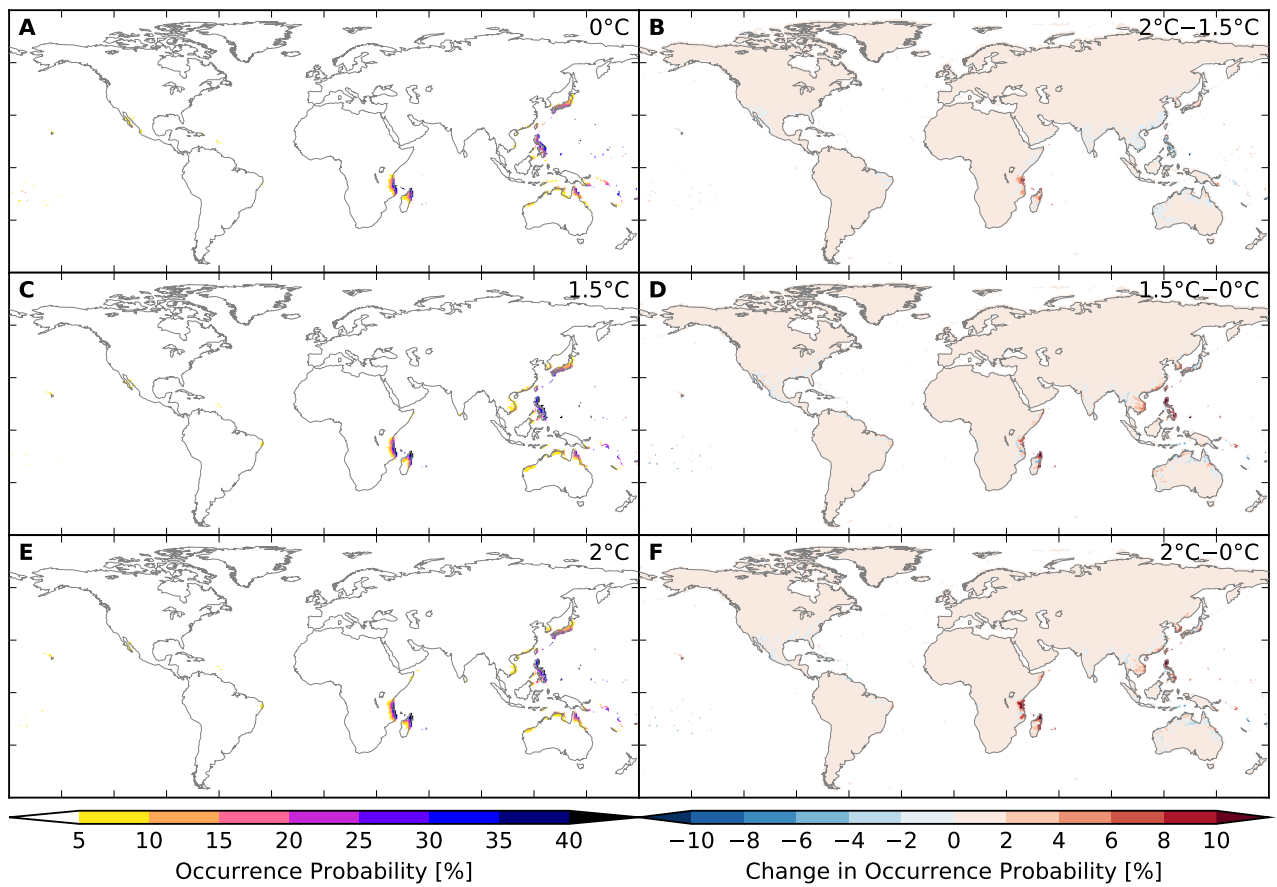 A 0°C
B 2°C−1.5°C
C 1.5°C
D 1.5°C−0°C
E 2°C
F 2°C−0°C
5 10 15 20 25 30 35 40
Occurrence Probability [%]
−10 −8 −6 −4 −2 0 2 4 6 8 10
Change in Occurrence Probability [%]